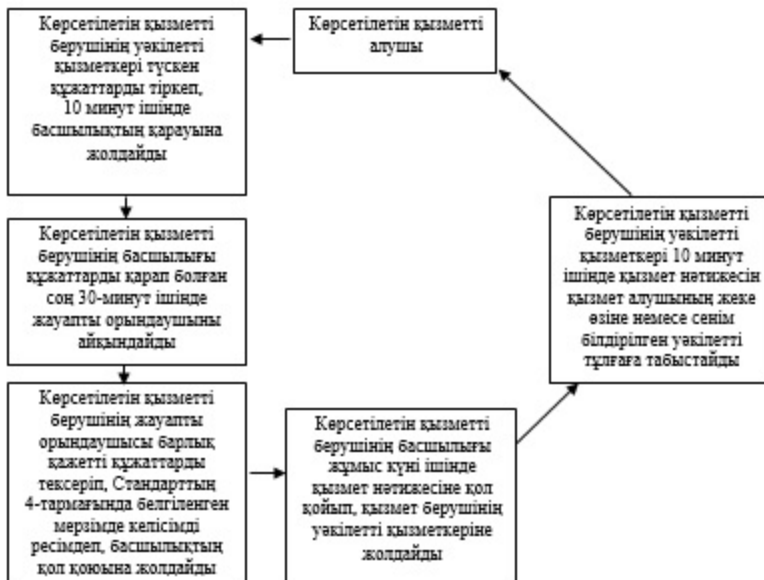 Көрсетілетін қызметті
алушы
Көрсетілетін қызметті
берушінің уәкілетті
қызметкері түскен
құжаттарды тіркеп,
10 минут ішінде
басшылықтың қарауына
жолдайды
Көрсетілетін қызметті
берушінің басшылығы
құжаттарды қарап болған
соң 30-минут ішінде
жауапты орындаушыны
айқындайды
Көрсетілетін қызметті
берушінің жауапты
орындаушысы барлық
қажетті құжаттарды
тексеріп, Стандарттың
4-тармағында белгіленген
мерзімде келісімді
ресімдеп, басшылықтың
қол қоюына жолдайды
Көрсетілетін қызметті
берушінің басшылығы
жұмыс күні ішінде
қызмет нәтижесіне қол
қойып, қызмет берушінің
уәкілетті қызметкеріне
жолдайды
Көрсетілетін қызметті
берушінің уәкілетті
қызметкері 10 минут
ішінде қызмет нәтижесін
қызмет алушының жеке
өзіне немесе сенім
білдірілген уәкілетті
тұлғаға табыстайды